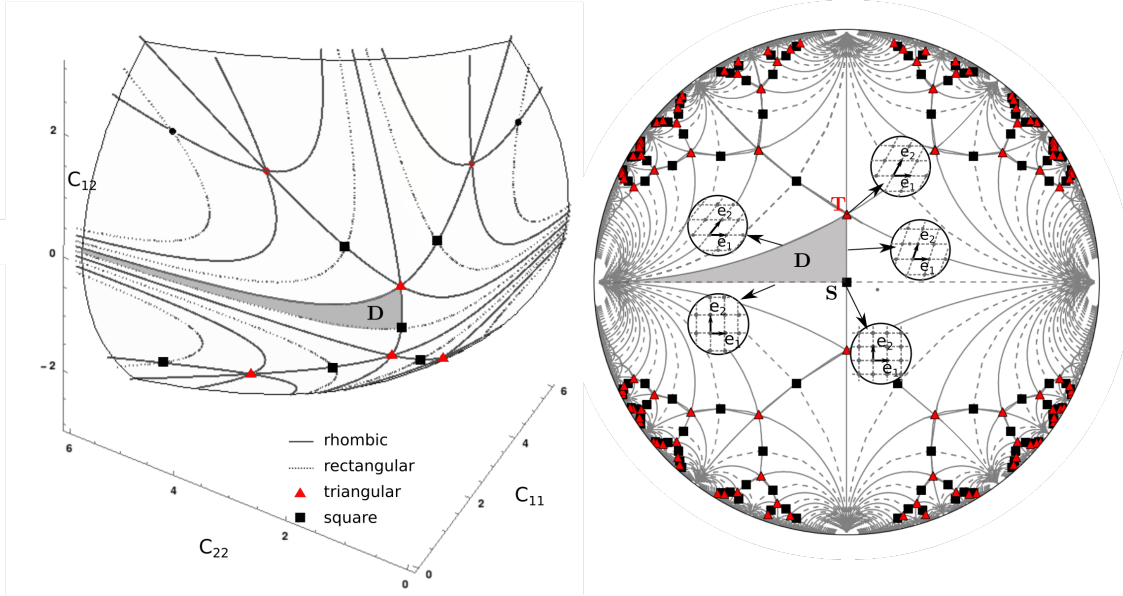 2
C12
0
D
−2
6
4
2
0
C22
6
4
2
0
C11
rhombic
rectangular
triangular
square
T
e2
e1
e2
e1
e2
e1
D
S
e2
e1
e2
e1